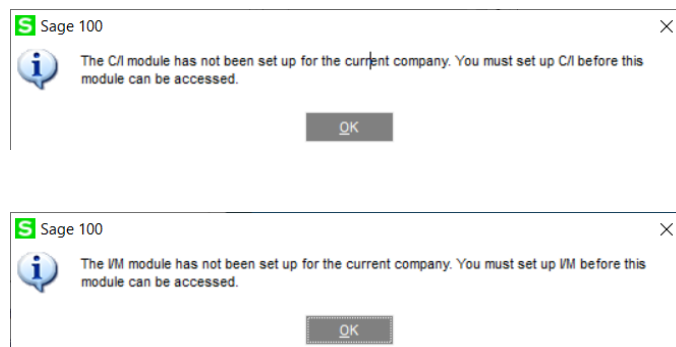 Sage 100
The C/I module has not been set up for the current company. You must set up C/I before this
module can be accessed.
OK
Sage 100
The I/M module has not been set up for the current company. You must set up I/M before this
module can be accessed.
OK